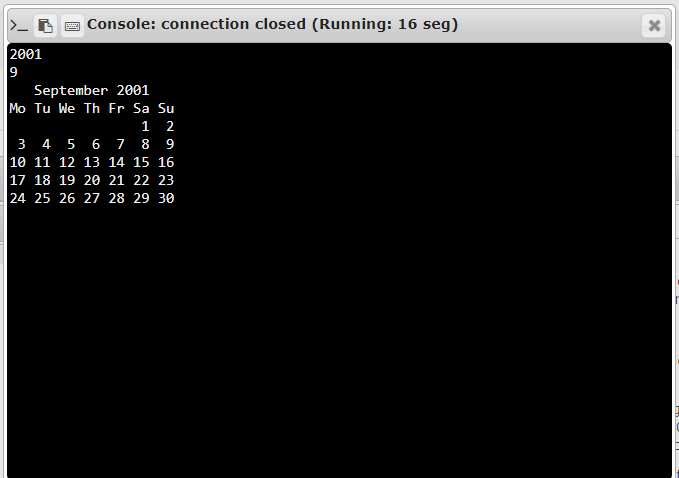 >_ Console: connection closed (Running: 16 seg)
2001
9
   September 2001
Mo Tu We Th Fr Sa Su
                1  2
 3  4  5  6  7  8  9
10 11 12 13 14 15 16
17 18 19 20 21 22 23
24 25 26 27 28 29 30